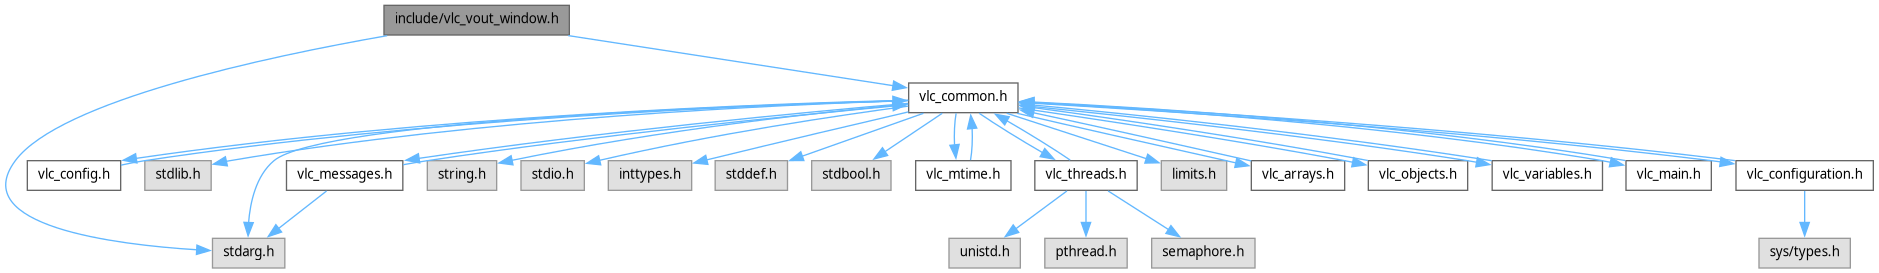 include/vlc_vout_window.h
vlc_common.h
vlc_config.h
stdlib.h
vlc_messages.h
string.h
stdio.h
inttypes.h
stddef.h
stdbool.h
vlc_mtime.h
vlc_threads.h
limits.h
vlc_arrays.h
vlc_objects.h
vlc_variables.h
vlc_main.h
vlc_configuration.h
stdarg.h
unistd.h
pthread.h
semaphore.h
sys/types.h